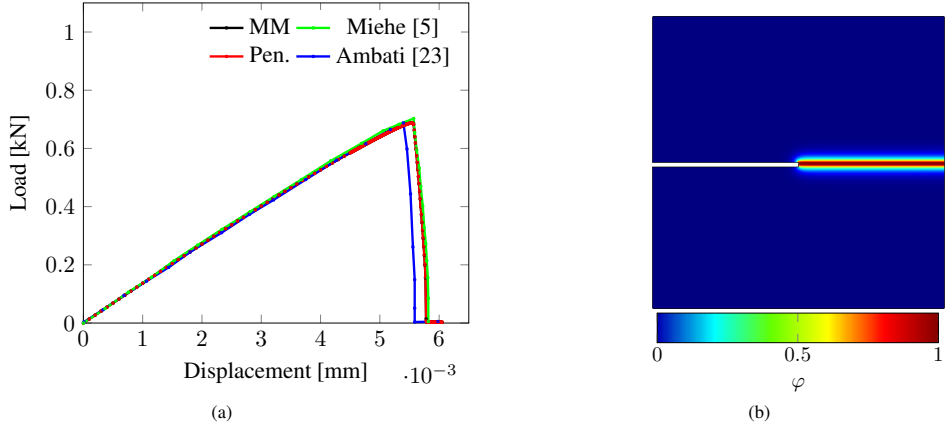 MM Miehe [5]
Pen. Ambati [23]
1
0.8
0.6
0.4
0.2
0
Load [kN]
0 1 2 3 4 5 6
Displacement [mm] ·10−3
(a)
0 0.5 1
φ
(b)